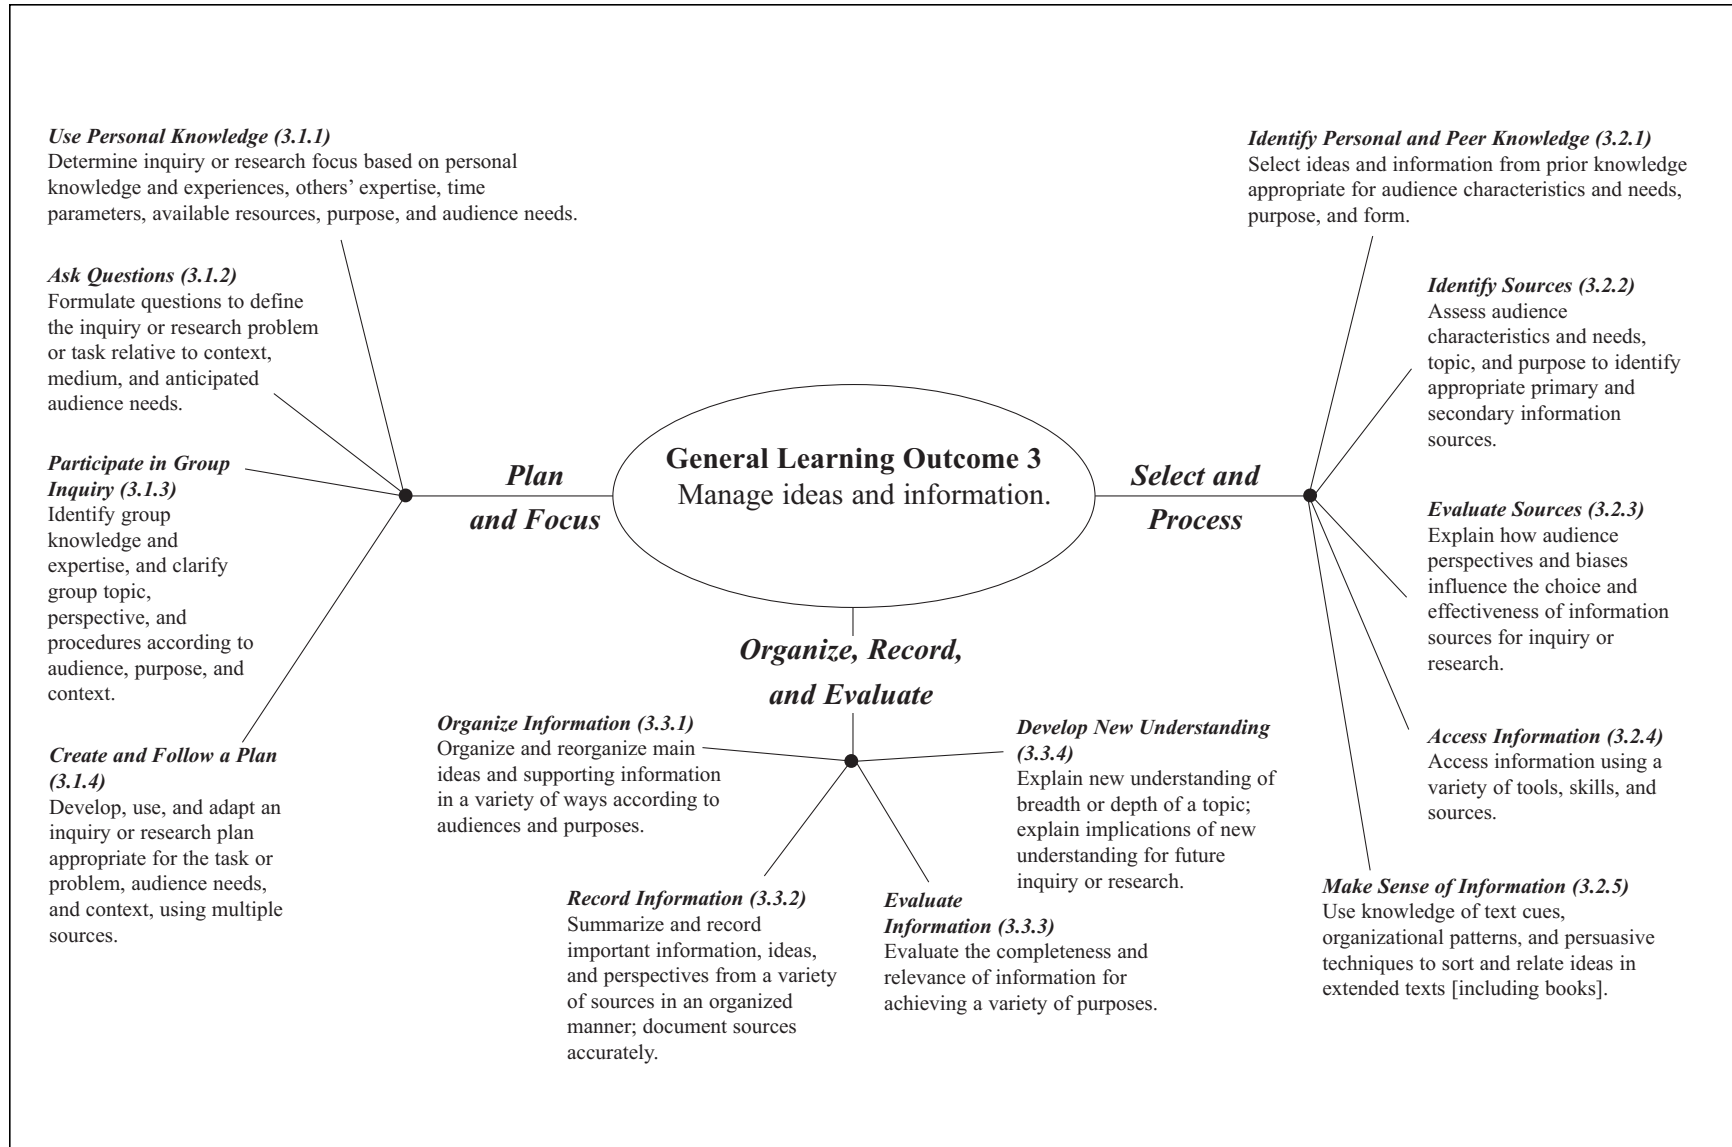 Use Personal Knowledge (3.1.1)
Determine inquiry or research focus based on personal
knowledge and experiences, others’ expertise, time
parameters, available resources, purpose, and audience needs.
Ask Questions (3.1.2)
Formulate questions to define
the inquiry or research problem
or task relative to context,
medium, and anticipated
audience needs.
Participate in Group
Inquiry (3.1.3)
Identify group
knowledge and
expertise, and clarify
group topic,
perspective, and
procedures according to
audience, purpose, and
context.
Create and Follow a Plan
(3.1.4)
Develop, use, and adapt an
inquiry or research plan
appropriate for the task or
problem, audience needs,
and context, using multiple
sources.
Plan
and Focus
General Learning Outcome 3
Manage ideas and information.
Select and
Process
Organize, Record,
and Evaluate
Organize Information (3.3.1)
Organize and reorganize main
ideas and supporting information
in a variety of ways according to
audiences and purposes.
Record Information (3.3.2)
Summarize and record
important information, ideas,
and perspectives from a variety
of sources in an organized
manner; document sources
accurately.
Evaluate
Information (3.3.3)
Evaluate the completeness and
relevance of information for
achieving a variety of purposes.
Develop New Understanding
(3.3.4)
Explain new understanding of
breadth or depth of a topic;
explain implications of new
understanding for future
inquiry or research.
Identify Personal and Peer Knowledge (3.2.1)
Select ideas and information from prior knowledge
appropriate for audience characteristics and needs,
purpose, and form.
Identify Sources (3.2.2)
Assess audience
characteristics and needs,
topic, and purpose to identify
appropriate primary and
secondary information
sources.
Evaluate Sources (3.2.3)
Explain how audience
perspectives and biases
influence the choice and
effectiveness of information
sources for inquiry or
research.
Access Information (3.2.4)
Access information using a
variety of tools, skills, and
sources.
Make Sense of Information (3.2.5)
Use knowledge of text cues,
organizational patterns, and persuasive
techniques to sort and relate ideas in
extended texts [including books].